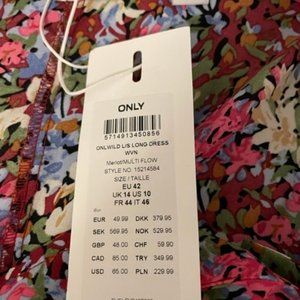 ONLY
5714913450856
ONLWILD L/S LONG DRESS
WVN
Merlot/MULTI FLOW
STYLE NO. 15214584
SIZE / TAILLE
EU 42
UK 14 US 10
FR 44 IT 46
EUR 49.99 DKK 379.95
SEK 569.95 NOK 529.95
GBP 48.00 CHF 59.90
CAD 85.00 TRY 349.99
USD 65.00 PLN 229.99